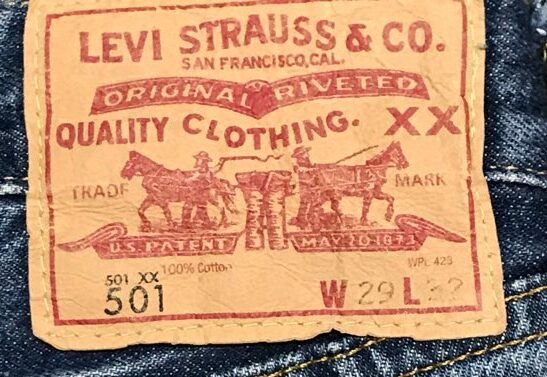 LEVI STRAUSS & CO.
SAN FRANCISCO, CAL.
ORIGINAL RIVETED
QUALITY CLOTHING. XX
TRADE MARK
U.S. PATENT MAY 20 1873
501 XX 100% Cotton WPL 423
501 W 29 L 32